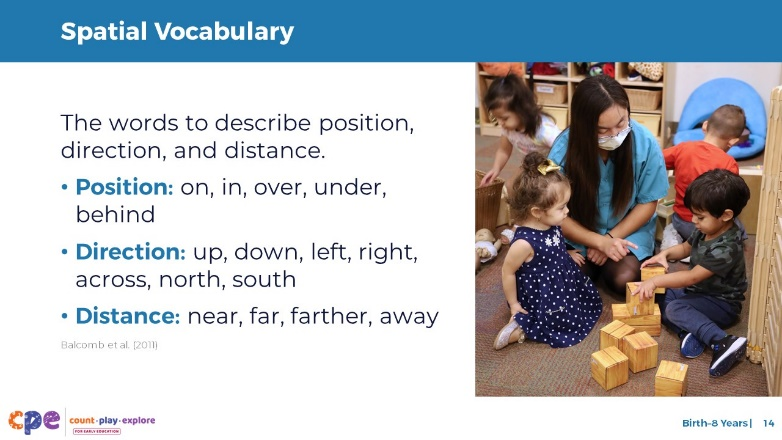 Spatial Vocabulary
The words to describe position,
direction, and distance.
• Position: on, in, over, under,
behind
• Direction: up, down, left, right,
across, north, south
• Distance: near, far, farther, away
Balcomb et al. (2011)
cpe
count·play·explore
FOR EARLY EDUCATION
Birth-8 Years| 14